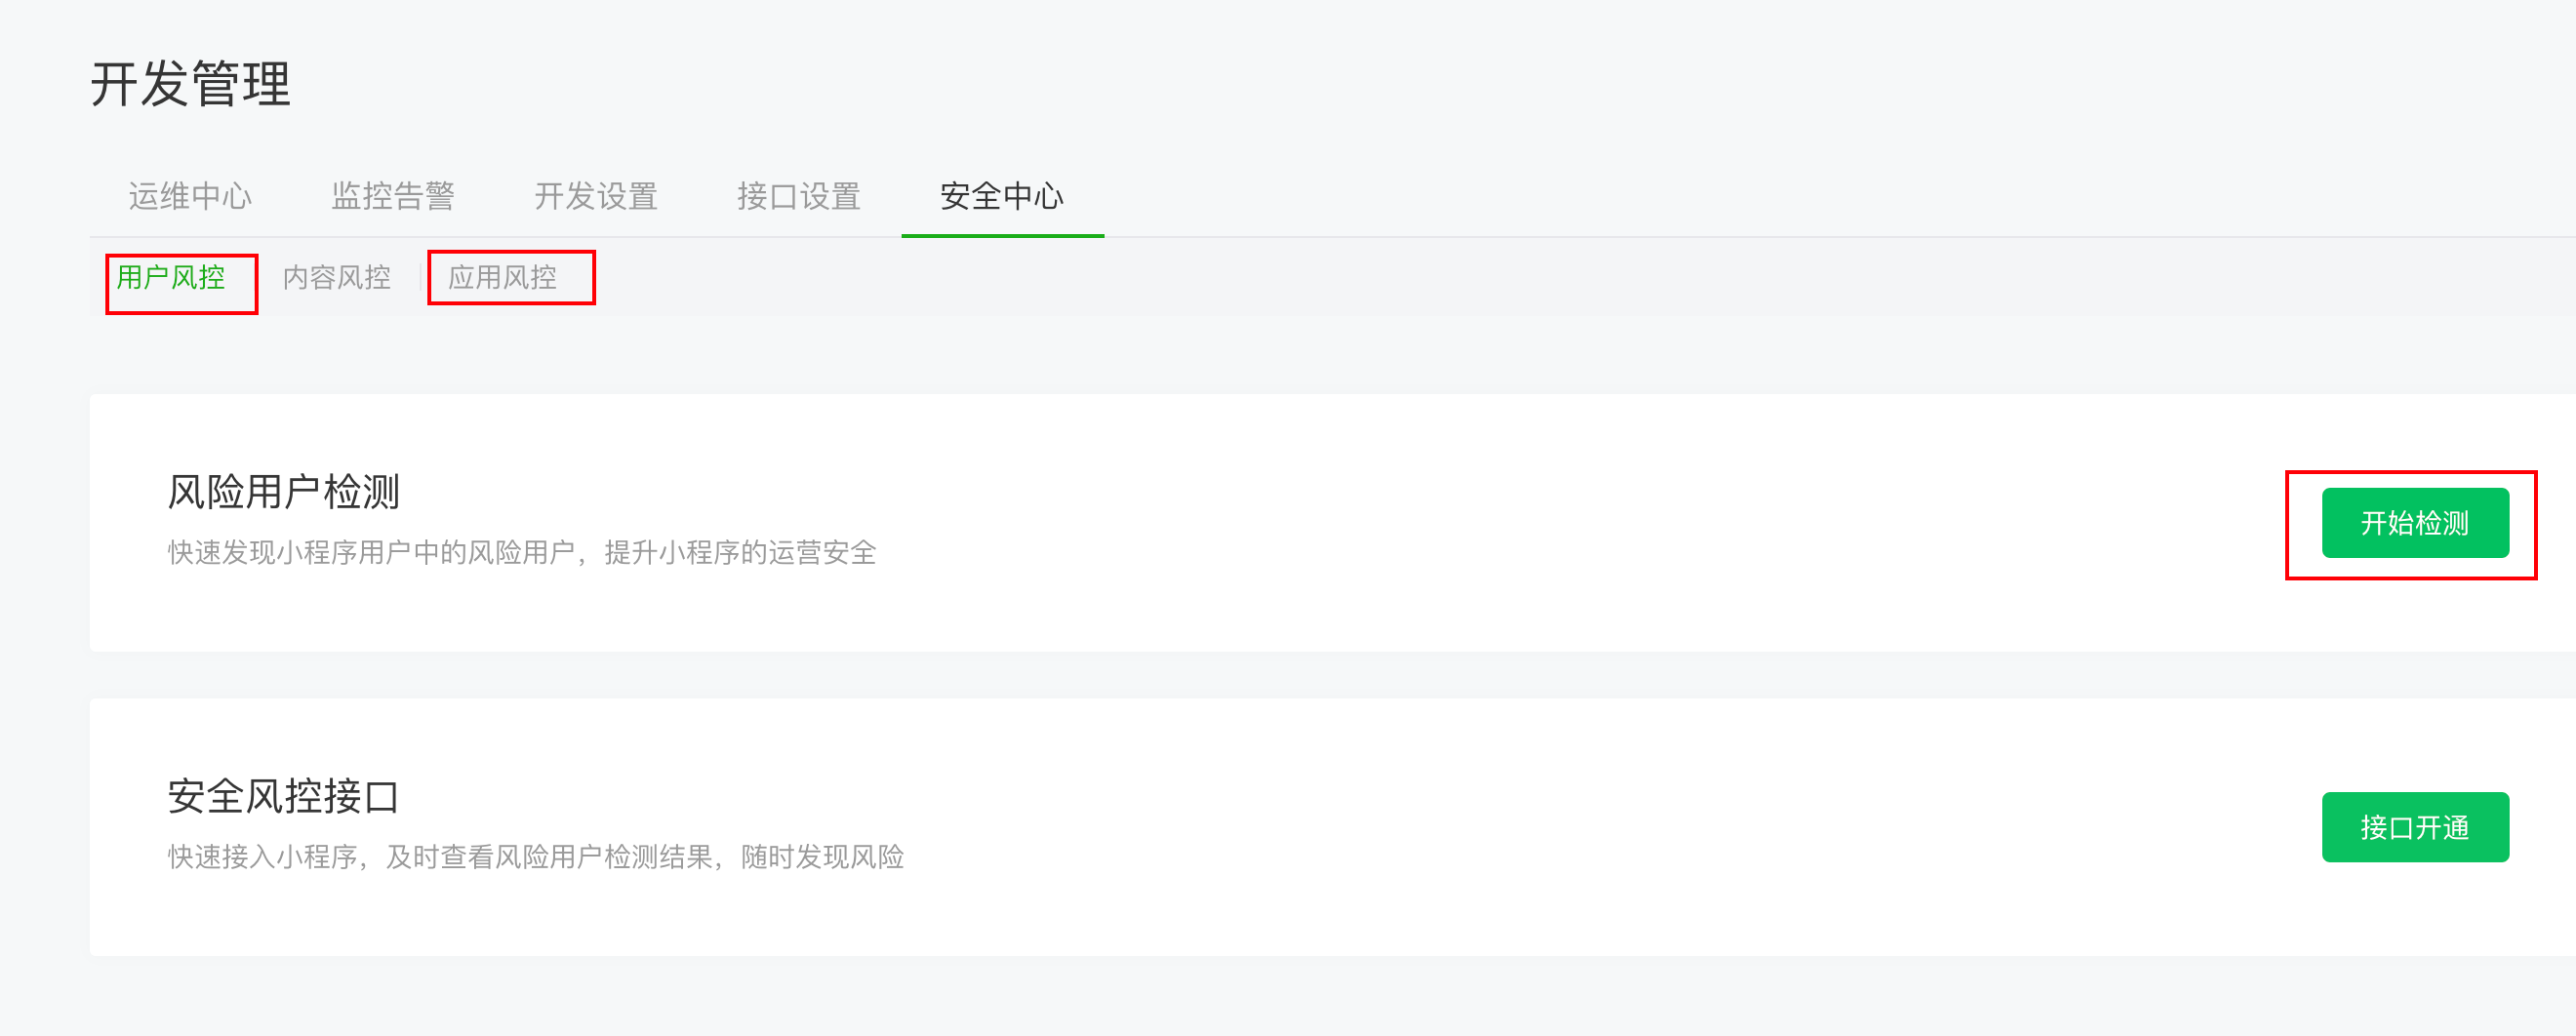 开发管理
运维中心 监控告警 开发设置 接口设置 安全中心
用户风控 内容风控 应用风控
风险用户检测
快速发现小程序用户中的风险用户，提升小程序的运营安全
开始检测
安全风控接口
快速接入小程序，及时查看风险用户检测结果，随时发现风险
接口开通